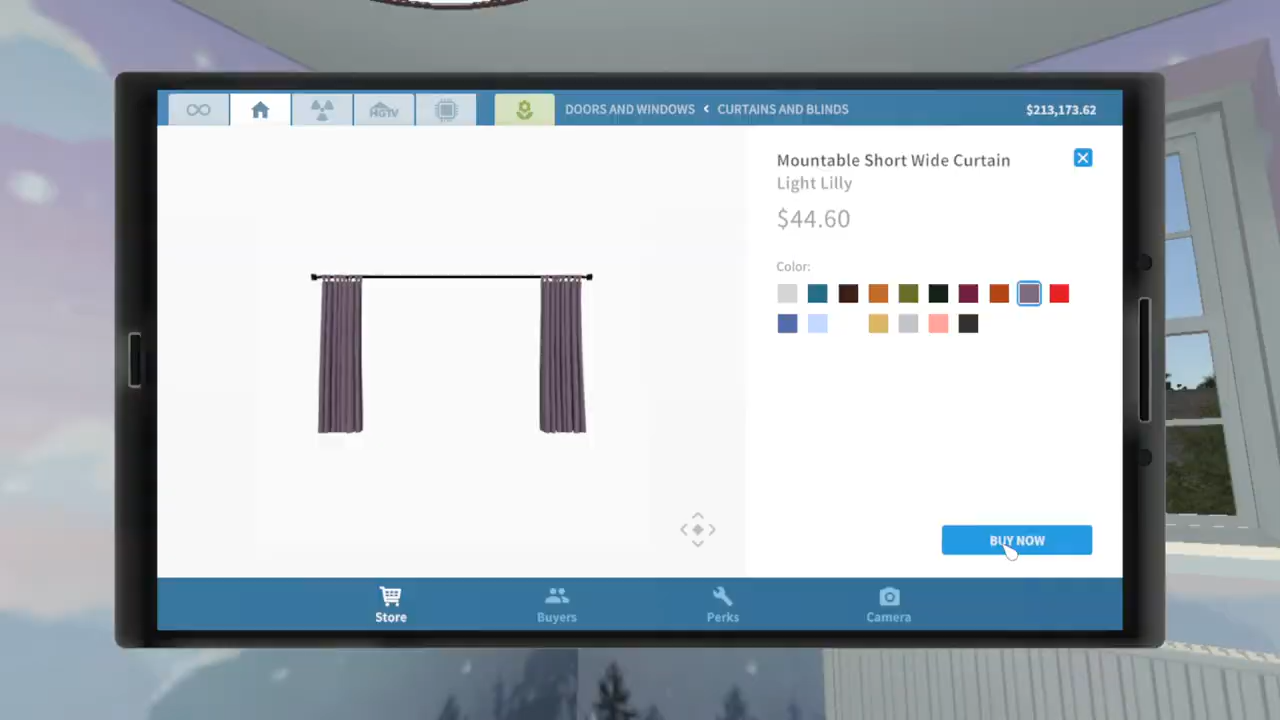 HGTV
DOORS AND WINDOWS < CURTAINS AND BLINDS
$213,173.62
Mountable Short Wide Curtain
Light Lilly
$44.60
Color:
BUY NOW
Store
Buyers
Perks
Camera